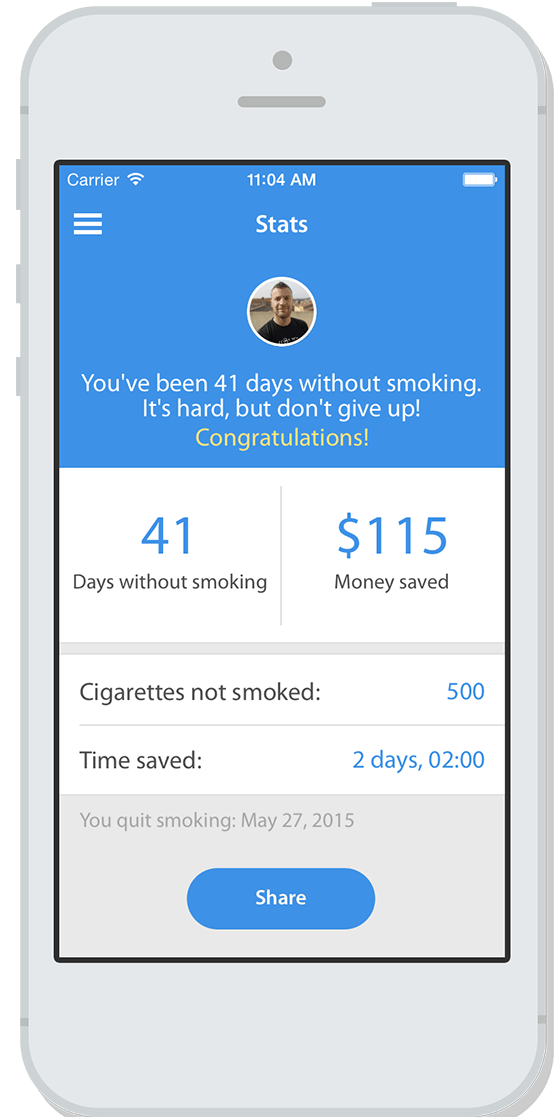 Carrier 11:04 AM
Stats
You've been 41 days without smoking.
It's hard, but don't give up!
Congratulations!
41 $115
Days without smoking Money saved
Cigarettes not smoked: 500
Time saved: 2 days, 02:00
You quit smoking: May 27, 2015
Share